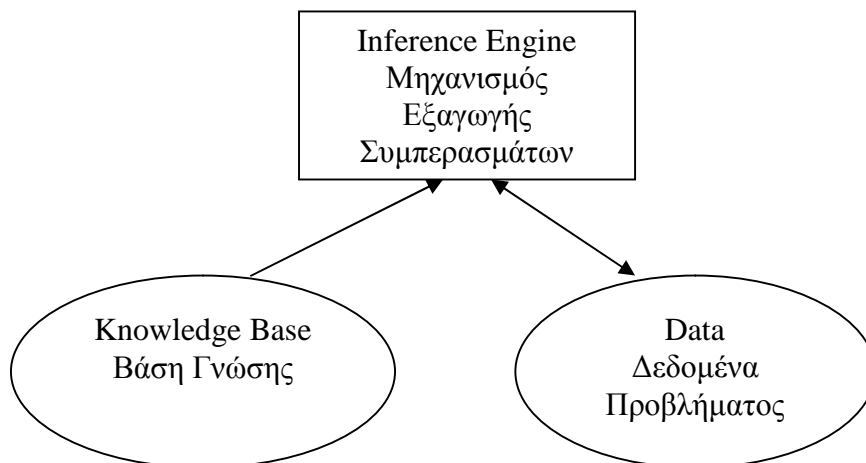 Inference Engine
Μηχανισμός
Εξαγωγής
Συμπερασμάτων
Knowledge Base
Βάση Γνώσης
Data
Δεδομένα
Προβλήματος